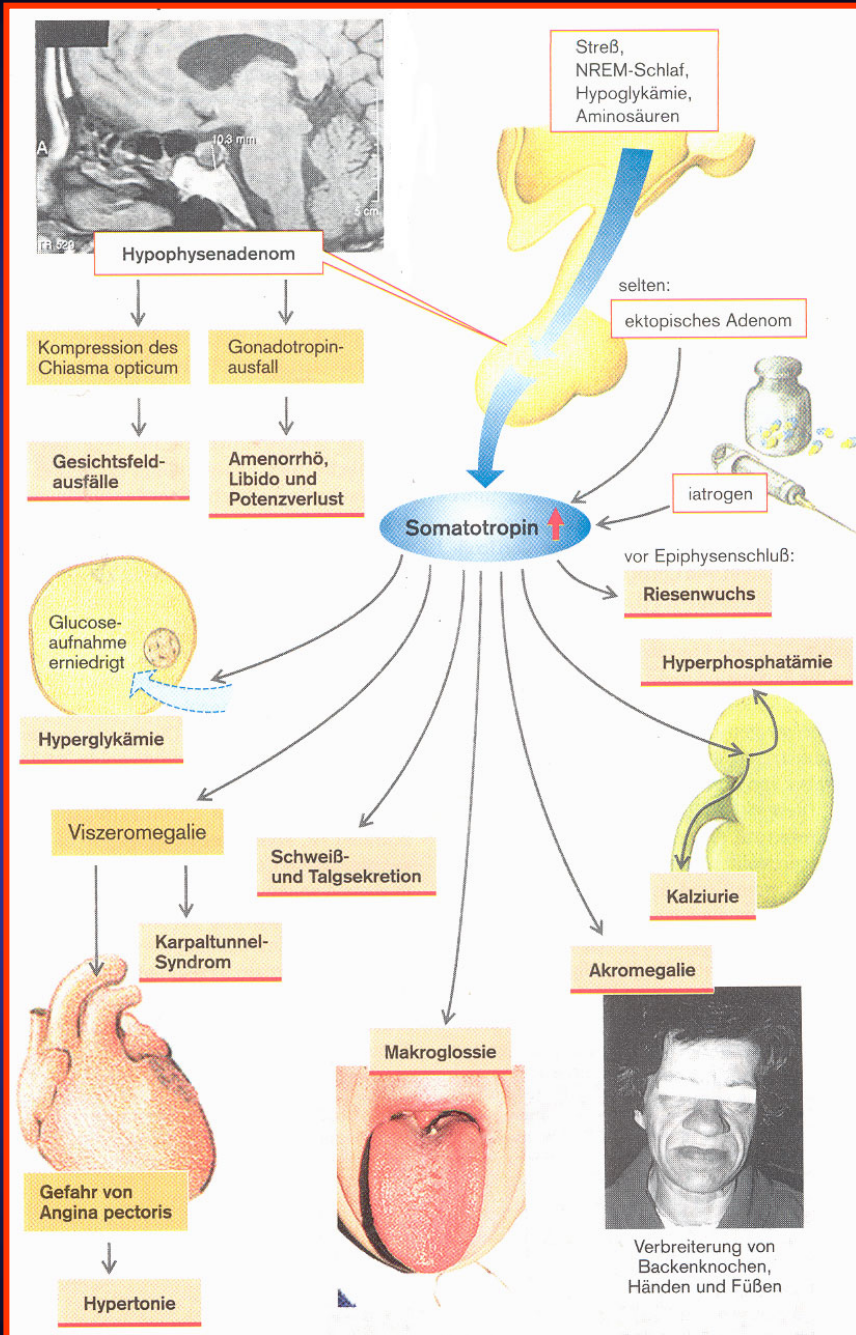 Streß,
NREM-Schlaf,
Hypoglykämie,
Aminosäuren
10.3 mm
A
5 cm
Hypophysenadenom
selten:
ektopisches Adenom
Kompression des
Chiasma opticum
Gonadotropin-
ausfall
Gesichtsfeld-
ausfälle
Amenorrhö,
Libido und
Potenzverlust
iatrogen
Somatotropin
vor Epiphysenschluß:
Riesenwuchs
Glucose-
aufnahme
erniedrigt
Hyperphosphatämie
Hyperglykämie
Viszeromegalie
Schweiß-
und Talgsekretion
Kalziurie
Karpaltunnel-
Syndrom
Akromegalie
Makroglossie
Gefahr von
Angina pectoris
Verbreiterung von
Backenknochen,
Händen und Füßen
Hypertonie